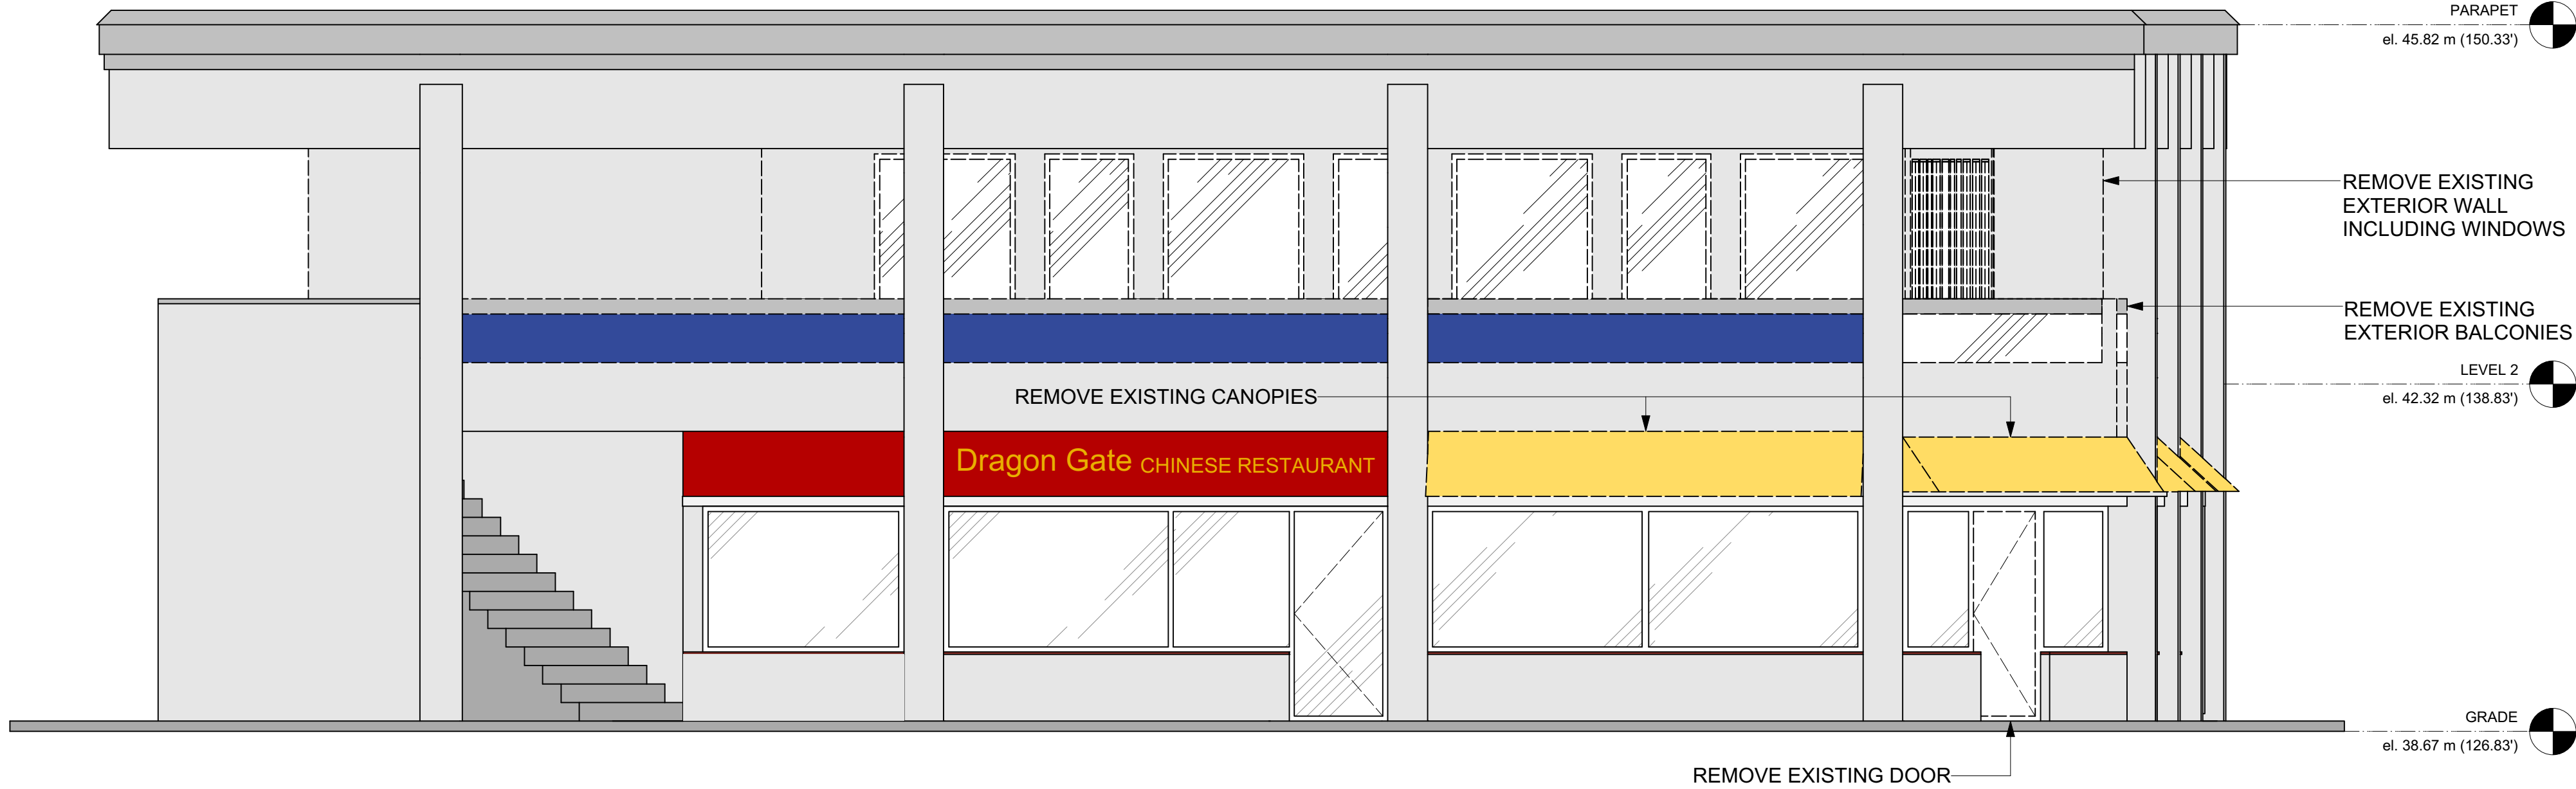 PARAPET
el. 45.82 m (150.33')
REMOVE EXISTING
EXTERIOR WALL
INCLUDING WINDOWS
REMOVE EXISTING
EXTERIOR BALCONIES
LEVEL 2
el. 42.32 m (138.83')
REMOVE EXISTING CANOPIES
Dragon Gate CHINESE RESTAURANT
GRADE
el. 38.67 m (126.83')
REMOVE EXISTING DOOR